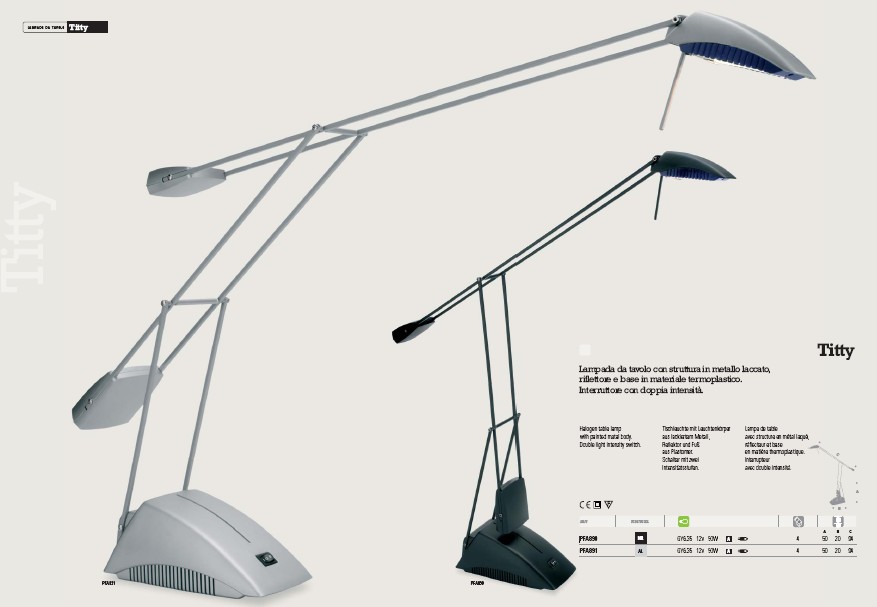 LAMPADE DA TAVOLO Titty
Titty
Titty
Lampada da tavolo con struttura in metallo laccato,
riflettore e base in materiale termoplastico.
Interruttore con doppia intensità.
Halogen table lamp
with painted metal body.
Double light intensity switch.
Tischleuchte mit Leuchtenkörper
aus lackiertem Metall,
Reflektor und Fuß
aus Plastomer.
Schalter mit zwei
Intensitätsstufen.
Lampe de table
avec structure en métal laqué,
réflecteur et base
en matière thermoplastique.
Interrupteur
avec double intensité.
CE F
A B C
PFA890 GY6.35 12v 50W A 4 50 20 94
PFA891 AL GY6.35 12v 50W A 4 50 20 94
PFA891
PFA890